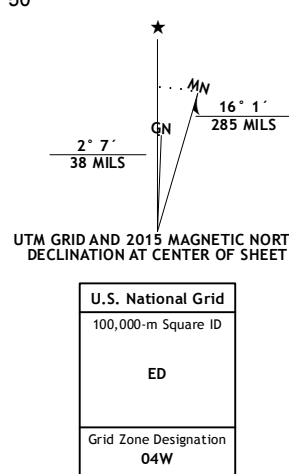 MN
GN
16° 1´
285 MILS
2° 7´
38 MILS
UTM GRID AND 2015 MAGNETIC NORT
DECLINATION AT CENTER OF SHEET
U.S. National Grid
100,000-m Square ID
ED
Grid Zone Designation
04W